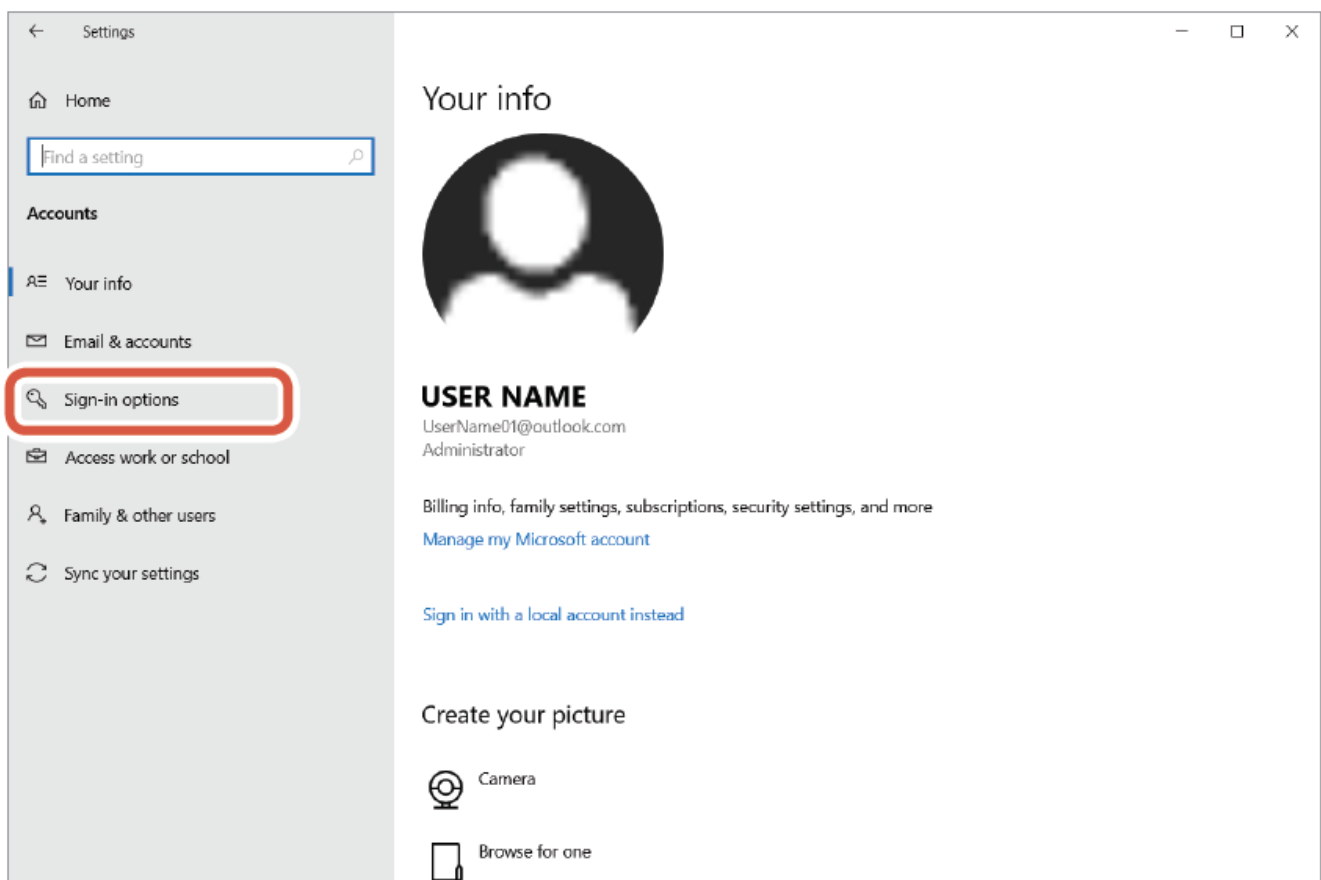 Settings
Home
Find a setting
Accounts
Your info
Email & accounts
Sign-in options
Access work or school
Family & other users
Sync your settings
Your info
USER NAME
UserName01@outlook.com
Administrator
Billing info, family settings, subscriptions, security settings, and more
Manage my Microsoft account
Sign in with a local account instead
Create your picture
Camera
Browse for one